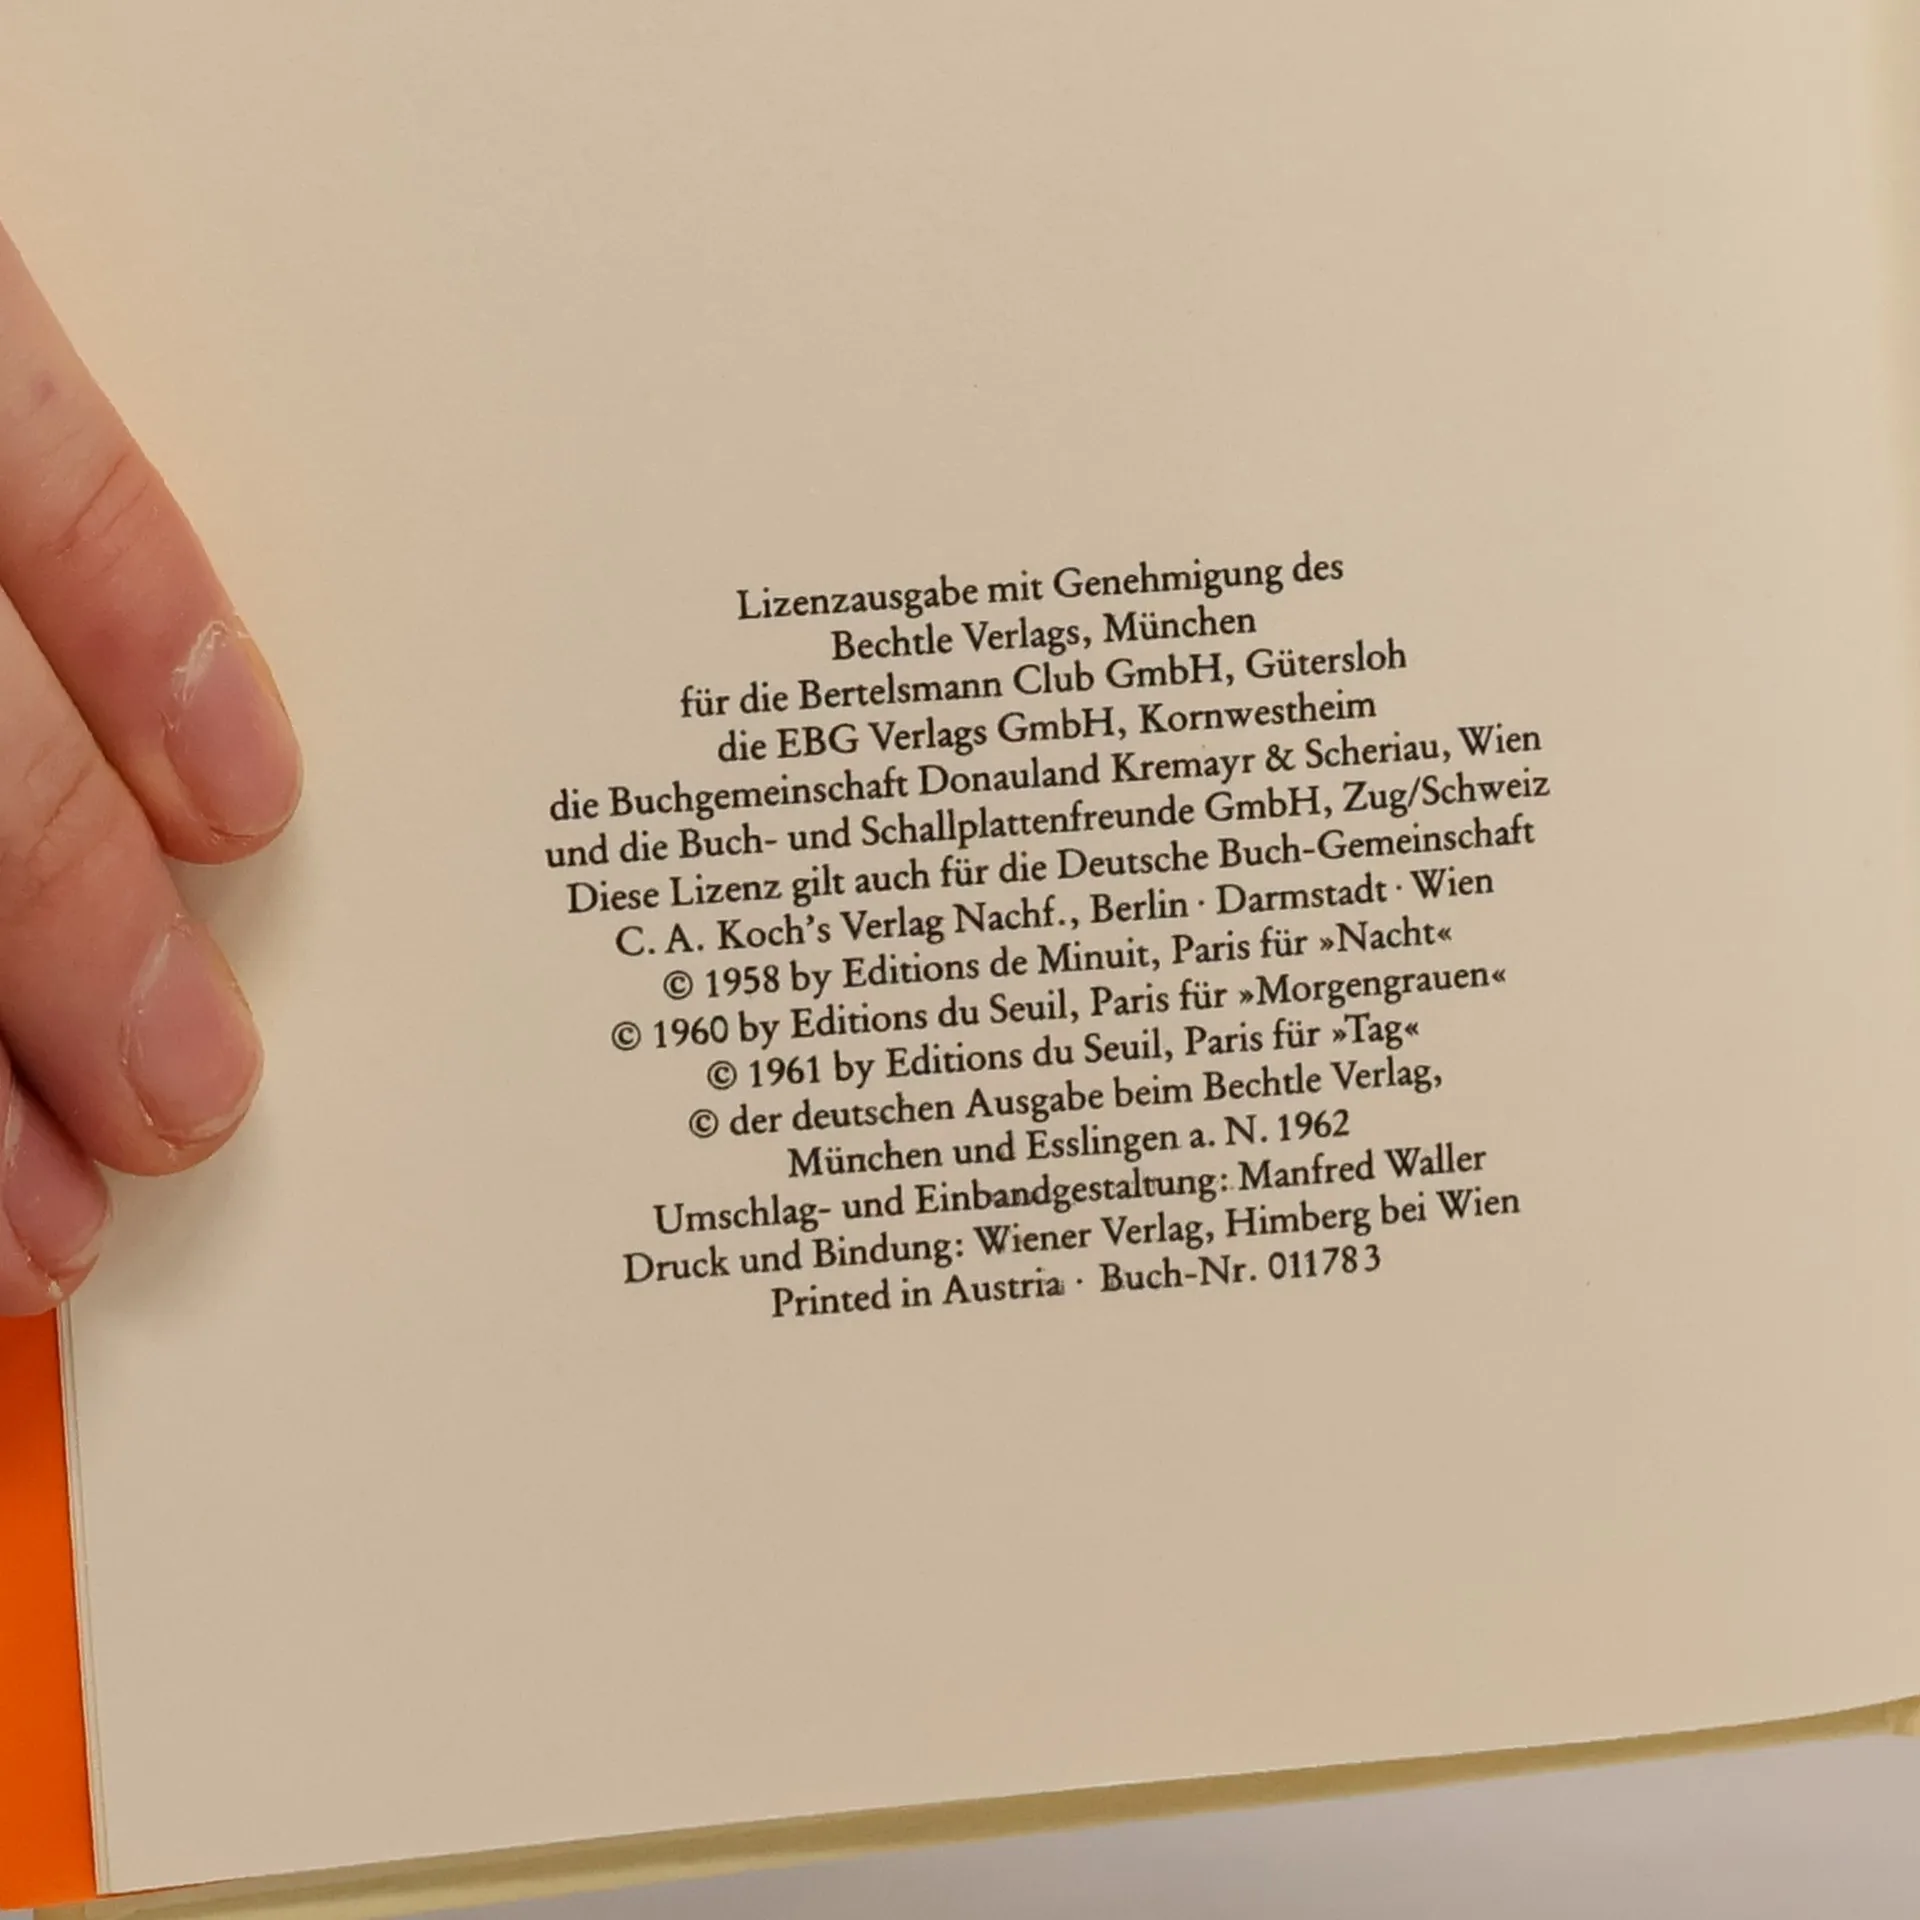 Lizenzausgabe mit Genehmigung des
Bechtle Verlags, München
für die Bertelsmann Club GmbH, Gütersloh
die EBG Verlags GmbH, Kornwestheim
die Buchgemeinschaft Donauland Kremayr & Scheriau, Wien
und die Buch- und Schallplattenfreunde GmbH, Zug/Schweiz
Diese Lizenz gilt auch für die Deutsche Buch-Gemeinschaft
C. A. Koch’s Verlag Nachf., Berlin · Darmstadt · Wien
© 1958 by Editions de Minuit, Paris für »Nacht«
© 1960 by Editions du Seuil, Paris für »Morgengrauen«
© 1961 by Editions du Seuil, Paris für »Tag«
© der deutschen Ausgabe beim Bechtle Verlag,
München und Esslingen a. N. 1962
Umschlag- und Einbandgestaltung: Manfred Waller
Druck und Bindung: Wiener Verlag, Himberg bei Wien
Printed in Austria · Buch-Nr. 011783